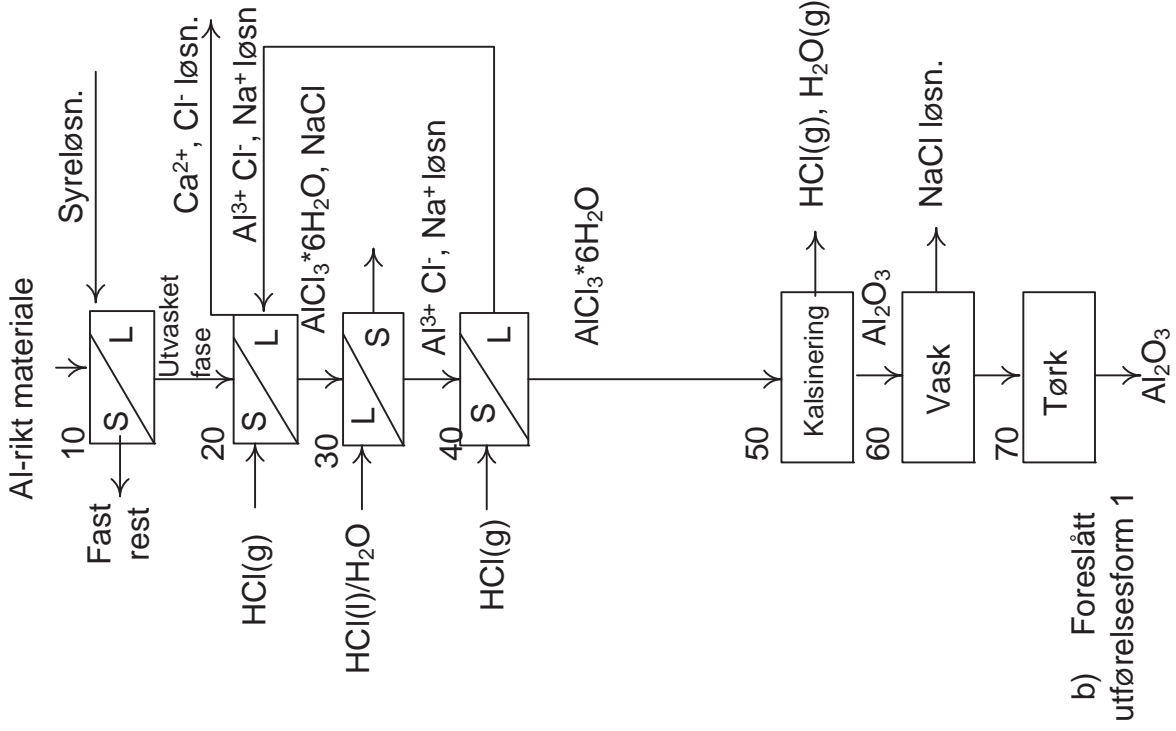 Al-rikt materiale
Syreløsn.
10
S
L
Fast
rest
Utvasket
fase
Ca2+, Cl- løsn.
20
S
L
HCl(g)
Al3+ Cl-, Na+ løsn
AlCl3*6H2O, NaCl
30
L
S
HCl(l)/H2O
Al3+ Cl-, Na+ løsn
40
S
L
HCl(g)
AlCl3*6H2O
50
Kalsinering
HCl(g), H2O(g)
Al2O3
60
Vask
NaCl løsn.
70
Tørk
Al2O3
b) Foreslått
utførelsesform 1